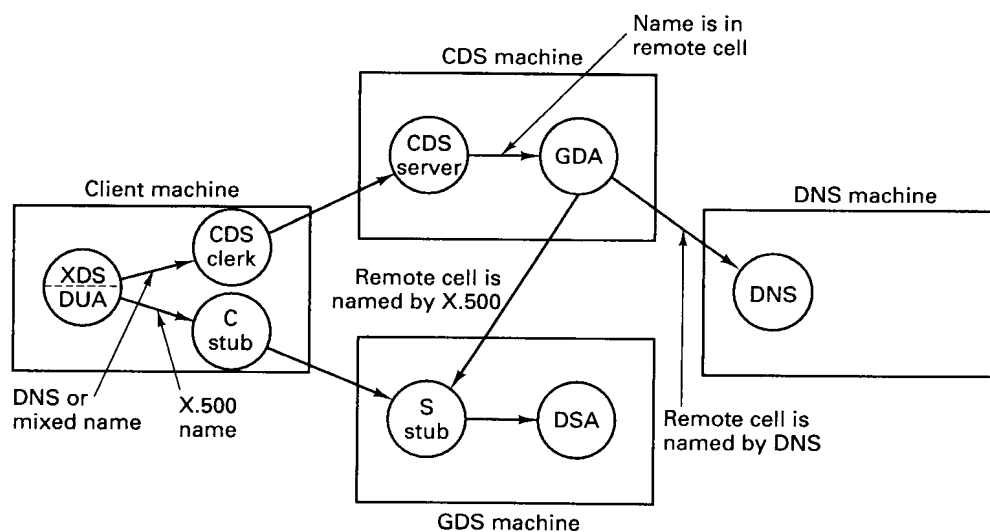 Name is in
remote cell
CDS machine
CDS
server
GDA
Client machine
DNS machine
CDS
clerk
XDS
DUA
Remote cell is
named by X.500
DNS
C
stub
DNS or
mixed name
X.500
name
S
stub
DSA
Remote cell is
named by DNS
GDS machine